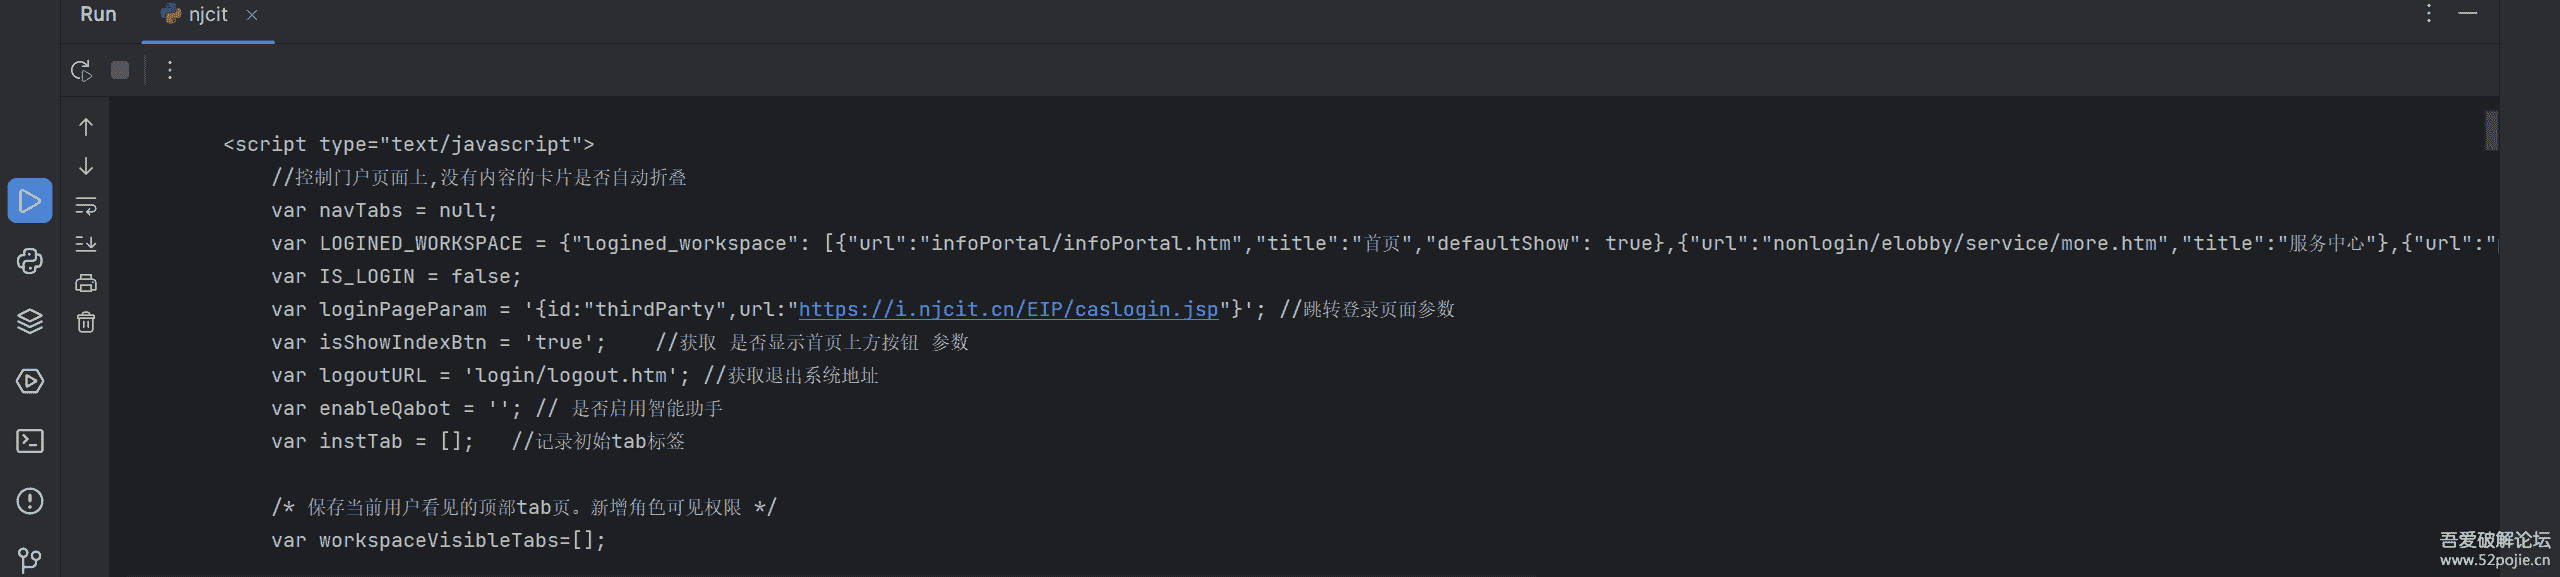 Run njcit
<script type="text/javascript">
//控制门户页面上,没有内容的卡片是否自动折叠
var navTabs = null;
var LOGINED_WORKSPACE = {"logined_workspace": [{"url":"infoPortal/infoPortal.htm","title":"首页","defaultShow": true},{"url":"nonlogin/elobby/service/more.htm","title":"服务中心"},{"url":"
var IS_LOGIN = false;
var loginPageParam = '{id:"thirdParty",url:"https://i.njcit.cn/EIP/caslogin.jsp"}'; //跳转登录页面参数
var isShowIndexBtn = 'true'; //获取 是否显示首页上方按钮 参数
var logoutURL = 'login/logout.htm'; //获取退出系统地址
var enableQabot = ''; // 是否启用智能助手
var instTab = []; //记录初始tab标签
/* 保存当前用户看见的顶部tab页。新增角色可见权限 */
var workspaceVisibleTabs=[];
吾爱破解论坛
www.52pojie.cn